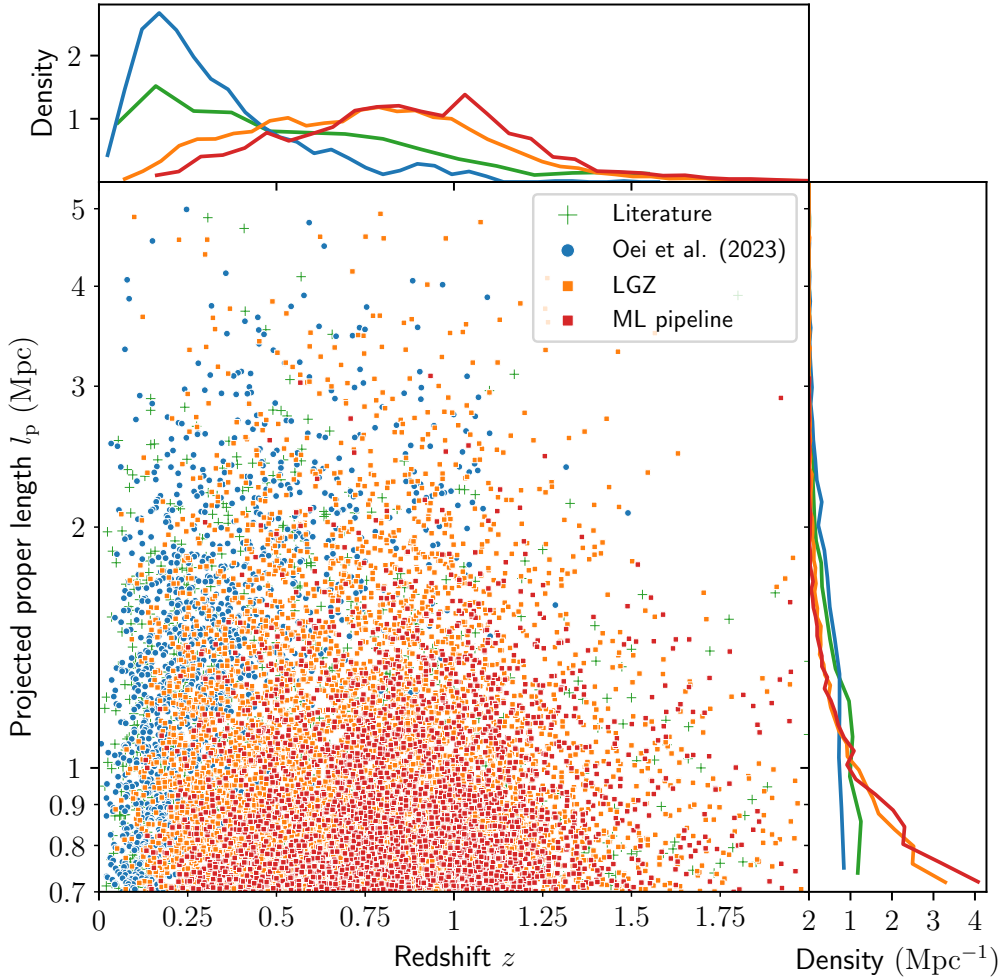 2
1
Density
5
4
3
2
1
0.9
0.8
0.7
Projected proper length l_p (Mpc)
Literature
Oei et al. (2023)
LGZ
ML pipeline
0 0.25 0.5 0.75 1 1.25 1.5 1.75 2
1 2 3 4
Redshift z
Density (Mpc⁻¹)